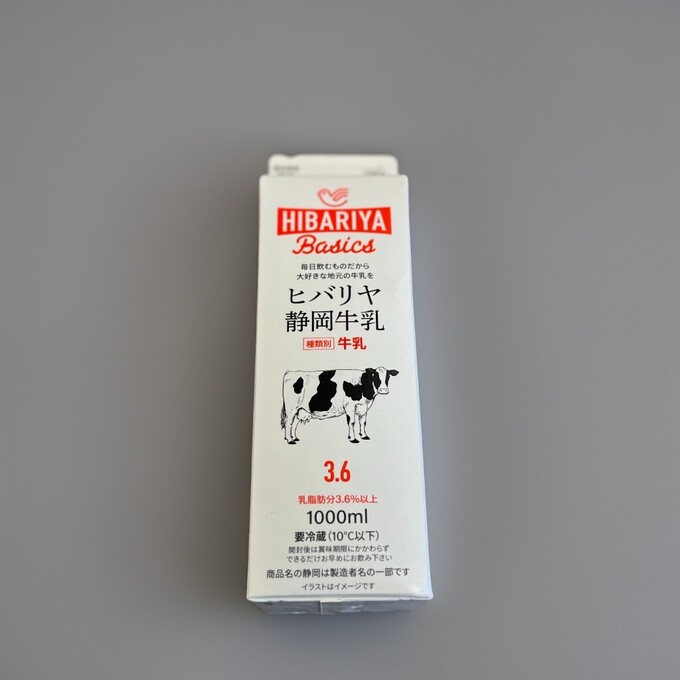 HIBARIYA
Basics
毎日飲むものだから
大好きな地元の牛乳を
ヒバリヤ
静岡牛乳
種類別 牛乳
3.6
乳脂肪分3.6%以上
1000ml
要冷蔵(10℃以下)
開封後は賞味期限にかかわらず
できるだけお早めにお飲み下さい
商品名の静岡は製造者名の一部です
イラストはイメージです